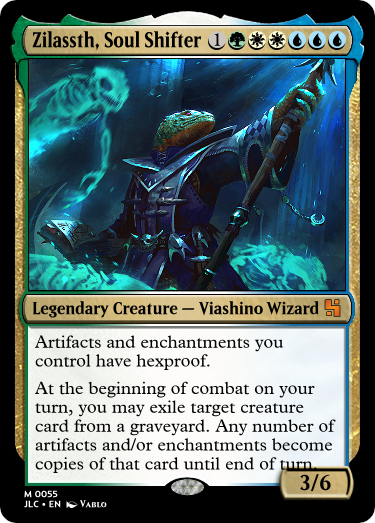 Zilassth, Soul Shifter 1
Legendary Creature — Viashino Wizard
Artifacts and enchantments you
control have hexproof.
At the beginning of combat on your
turn, you may exile target creature
card from a graveyard. Any number of
artifacts and/or enchantments become
copies of that card until end of turn.
3/6
M 0055
JLC • EN Vablo